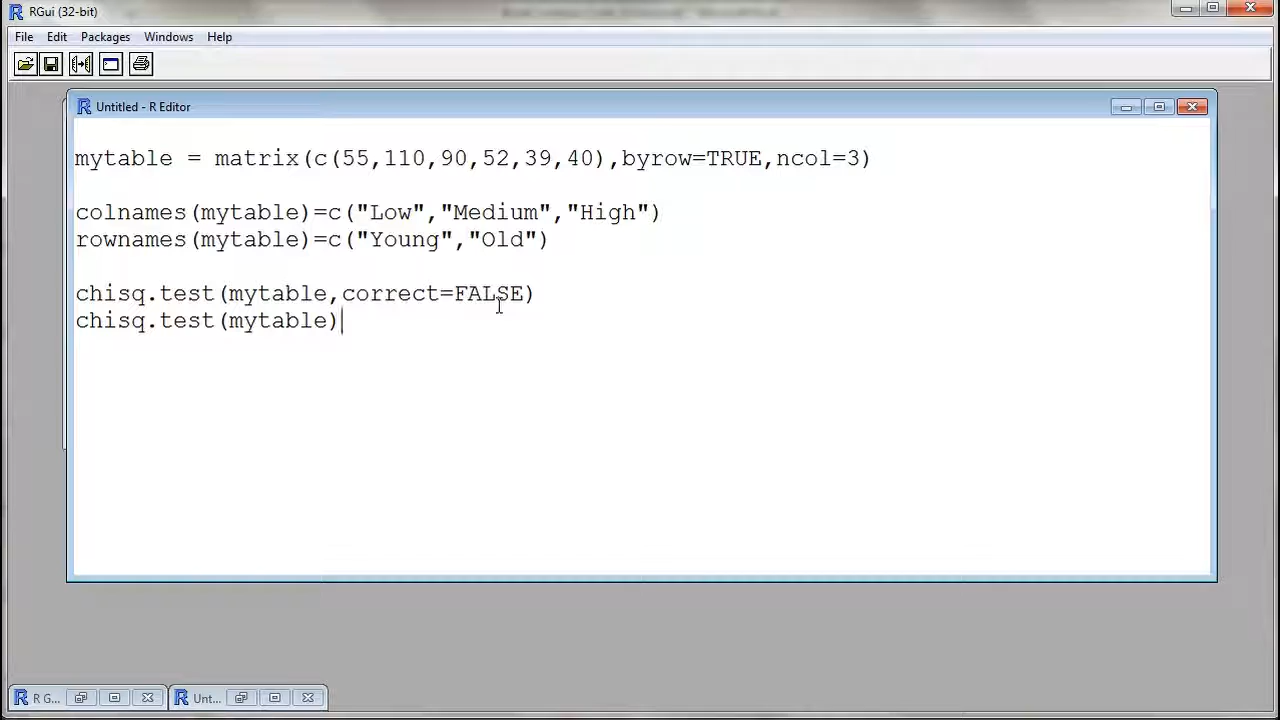 RGui (32-bit)
File Edit Packages Windows Help
Untitled - R Editor
mytable = matrix(c(55,110,90,52,39,40),byrow=TRUE,ncol=3)
colnames(mytable)=c("Low","Medium","High")
rownames(mytable)=c("Young","Old")
chisq.test(mytable,correct=FALSE)
chisq.test(mytable)
R G... Unt...